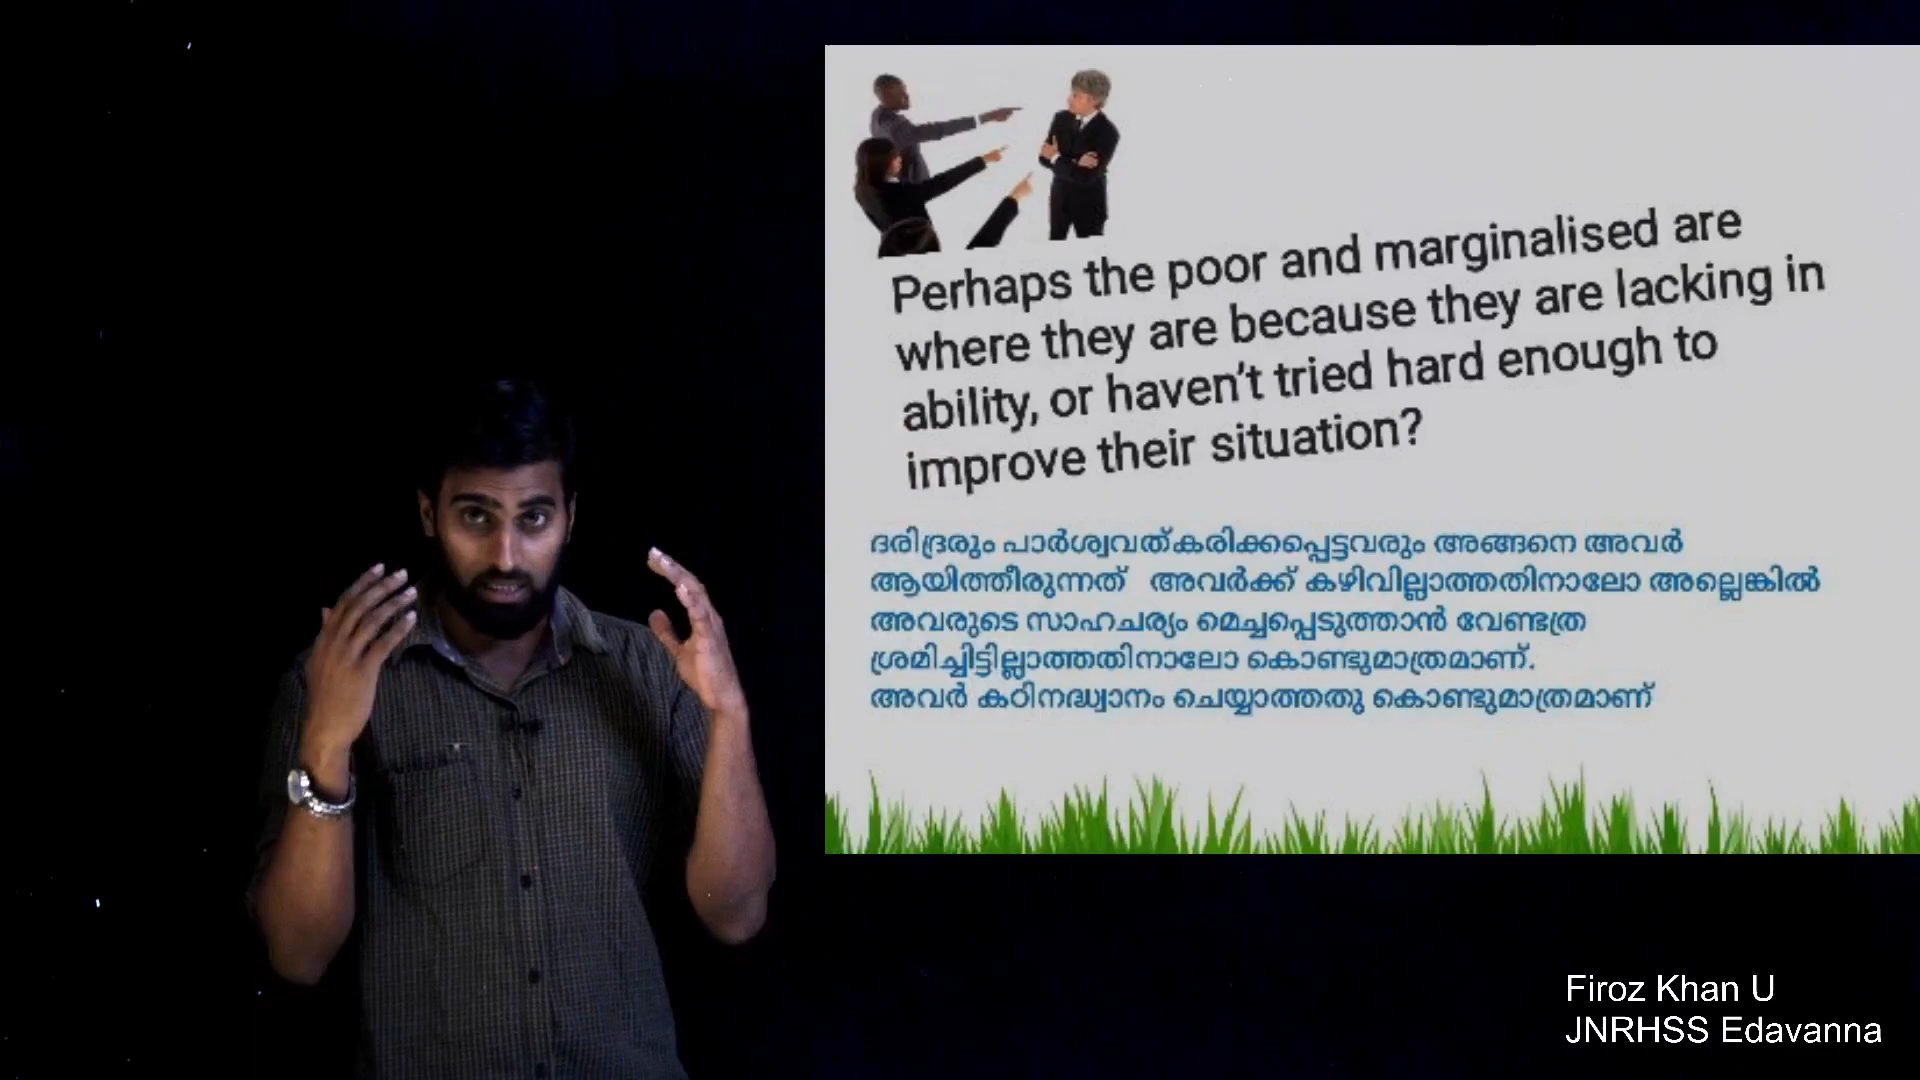 Perhaps the poor and marginalised are
where they are because they are lacking in
ability, or haven't tried hard enough to
improve their situation?
ദരിദ്രരും പാർശ്വവത്കരിക്കപ്പെട്ടവരും അങ്ങനെ അവർ
ആയിത്തീരുന്നത് അവർക്ക് കഴിവില്ലാത്തതിനാലോ അല്ലെങ്കിൽ
അവരുടെ സാഹചര്യം മെച്ചപ്പെടുത്താൻ വേണ്ടത്ര
ശ്രമിച്ചിട്ടില്ലാത്തതിനാലോ കൊണ്ടുമാത്രമാണ്.
അവർ കഠിനദ്ധ്വാനം ചെയ്യാത്തതു കൊണ്ടുമാത്രമാണ്
Firoz Khan U
JNRHSS Edavanna